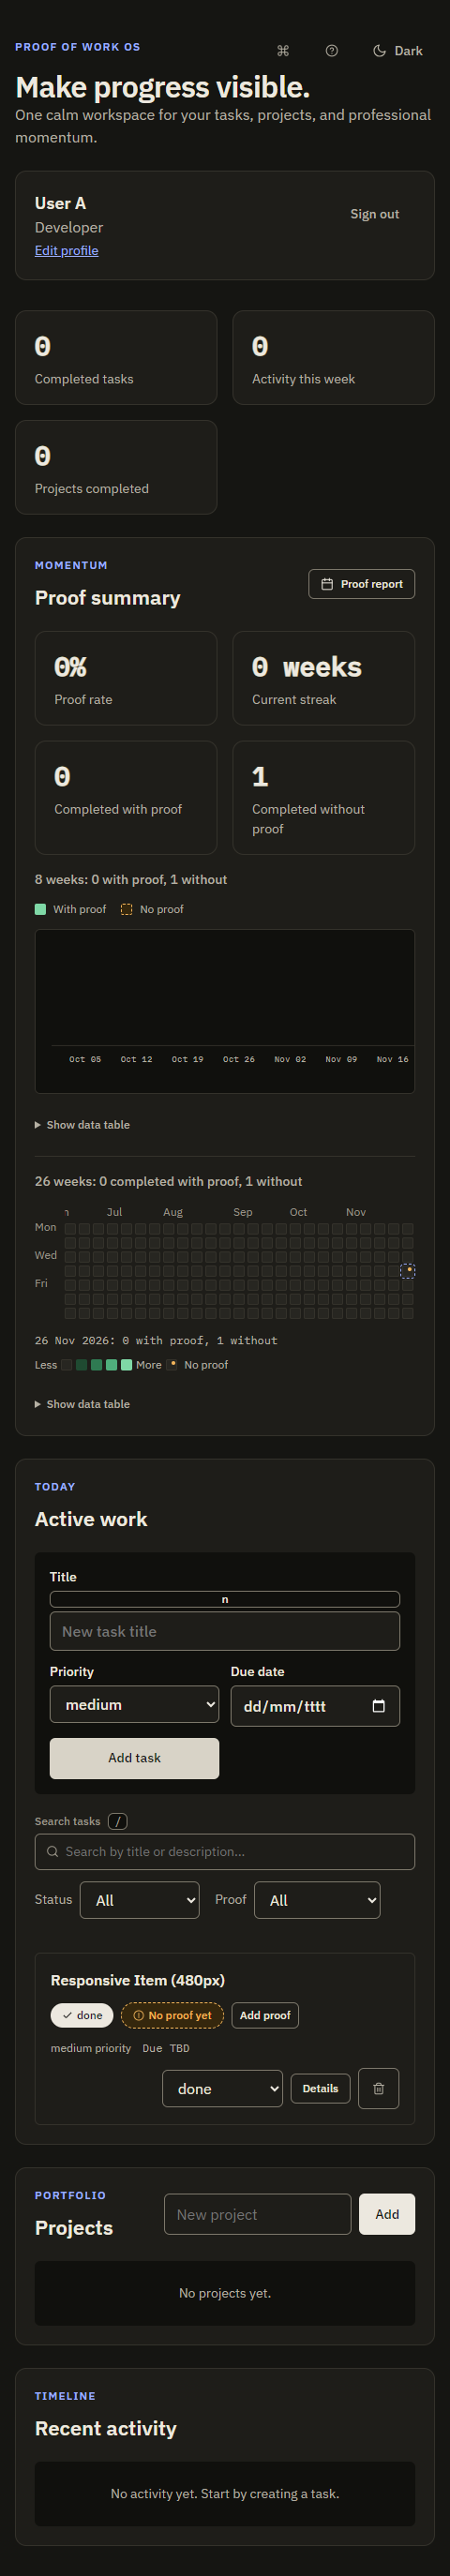 PROOF OF WORK OS
⌘ Dark
Make progress visible.
One calm workspace for your tasks, projects, and professional
momentum.
User A
Developer
Edit profile
Sign out
0
Completed tasks
0
Activity this week
0
Projects completed
MOMENTUM
Proof summary
Proof report
0%
Proof rate
0 weeks
Current streak
0
Completed with proof
1
Completed without
proof
8 weeks: 0 with proof, 1 without
With proof No proof
Oct 05 Oct 12 Oct 19 Oct 26 Nov 02 Nov 09 Nov 16
Show data table
26 weeks: 0 completed with proof, 1 without
Jul Aug Sep Oct Nov
Mon
Wed
Fri
26 Nov 2026: 0 with proof, 1 without
Less More No proof
Show data table
TODAY
Active work
Title
n
New task title
Priority Due date
medium dd/mm/tttt
Add task
Search tasks /
Search by title or description...
Status All Proof All
Responsive Item (480px)
done No proof yet Add proof
medium priority Due TBD
done Details
PORTFOLIO
Projects
New project Add
No projects yet.
TIMELINE
Recent activity
No activity yet. Start by creating a task.